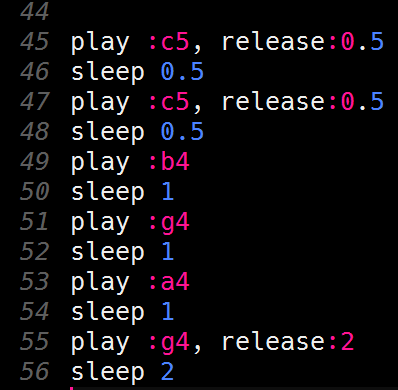 44
45 play :c5, release:0.5
46 sleep 0.5
47 play :c5, release:0.5
48 sleep 0.5
49 play :b4
50 sleep 1
51 play :g4
52 sleep 1
53 play :a4
54 sleep 1
55 play :g4, release:2
56 sleep 2